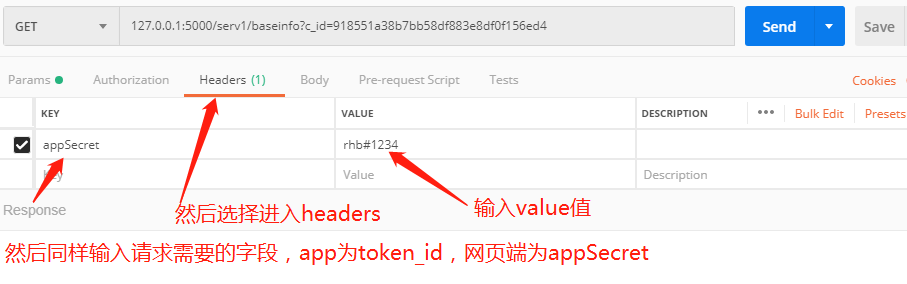 GET 127.0.0.1:5000/serv1/baseinfo?c_id=918551a38b7bb58df883e8df0f156ed4 Send Save
Params Authorization Headers (1) Body Pre-request Script Tests Cookies
KEY VALUE DESCRIPTION ••• Bulk Edit Presets
appSecret rhb#1234
Key Value Description
Response
然后选择进入headers
输入value值
然后同样输入请求需要的字段，app为token_id，网页端为appSecret